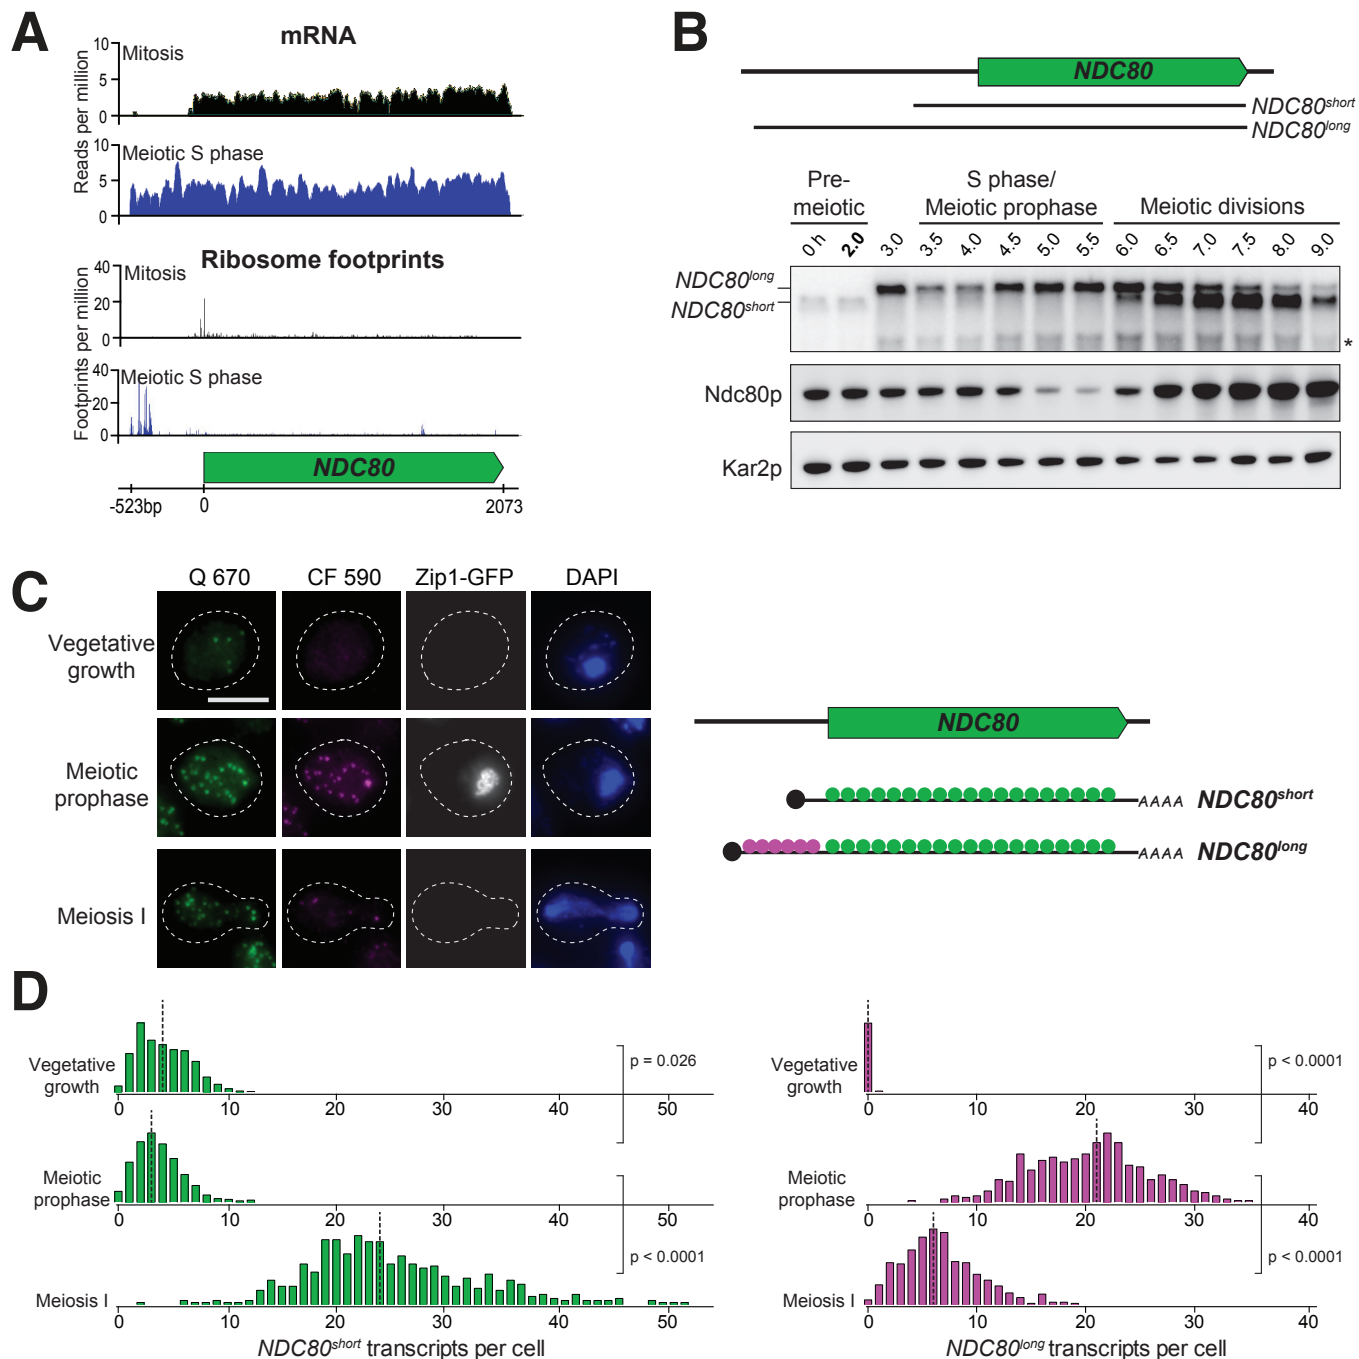 A
mRNA
Reads per million
10
Mitosis
5
0
10
Meiotic S phase
5
0
Ribosome footprints
Footprints per million
40
Mitosis
20
0
40
Meiotic S phase
20
0
NDC80
-523bp
0
2073
B
NDC80
NDC80short
NDC80long
Pre-
meiotic
S phase/
Meiotic prophase
Meiotic divisions
0 h 2.0 3.0 3.5 4.0 4.5 5.0 5.5 6.0 6.5 7.0 7.5 8.0 9.0
NDC80long
NDC80short
*
Ndc80p
Kar2p
C
Q 670 CF 590 Zip1-GFP DAPI
Vegetative
growth
Meiotic
prophase
Meiosis I
NDC80
AAAA NDC80short
AAAA NDC80long
D
Vegetative
growth
0 10 20 30 40 50
p = 0.026
Meiotic
prophase
0 10 20 30 40 50
p < 0.0001
Meiosis I
0 10 20 30 40 50
NDC80short transcripts per cell
Vegetative
growth
0 10 20 30 40
p < 0.0001
Meiotic
prophase
0 10 20 30 40
p < 0.0001
Meiosis I
0 10 20 30 40
NDC80long transcripts per cell